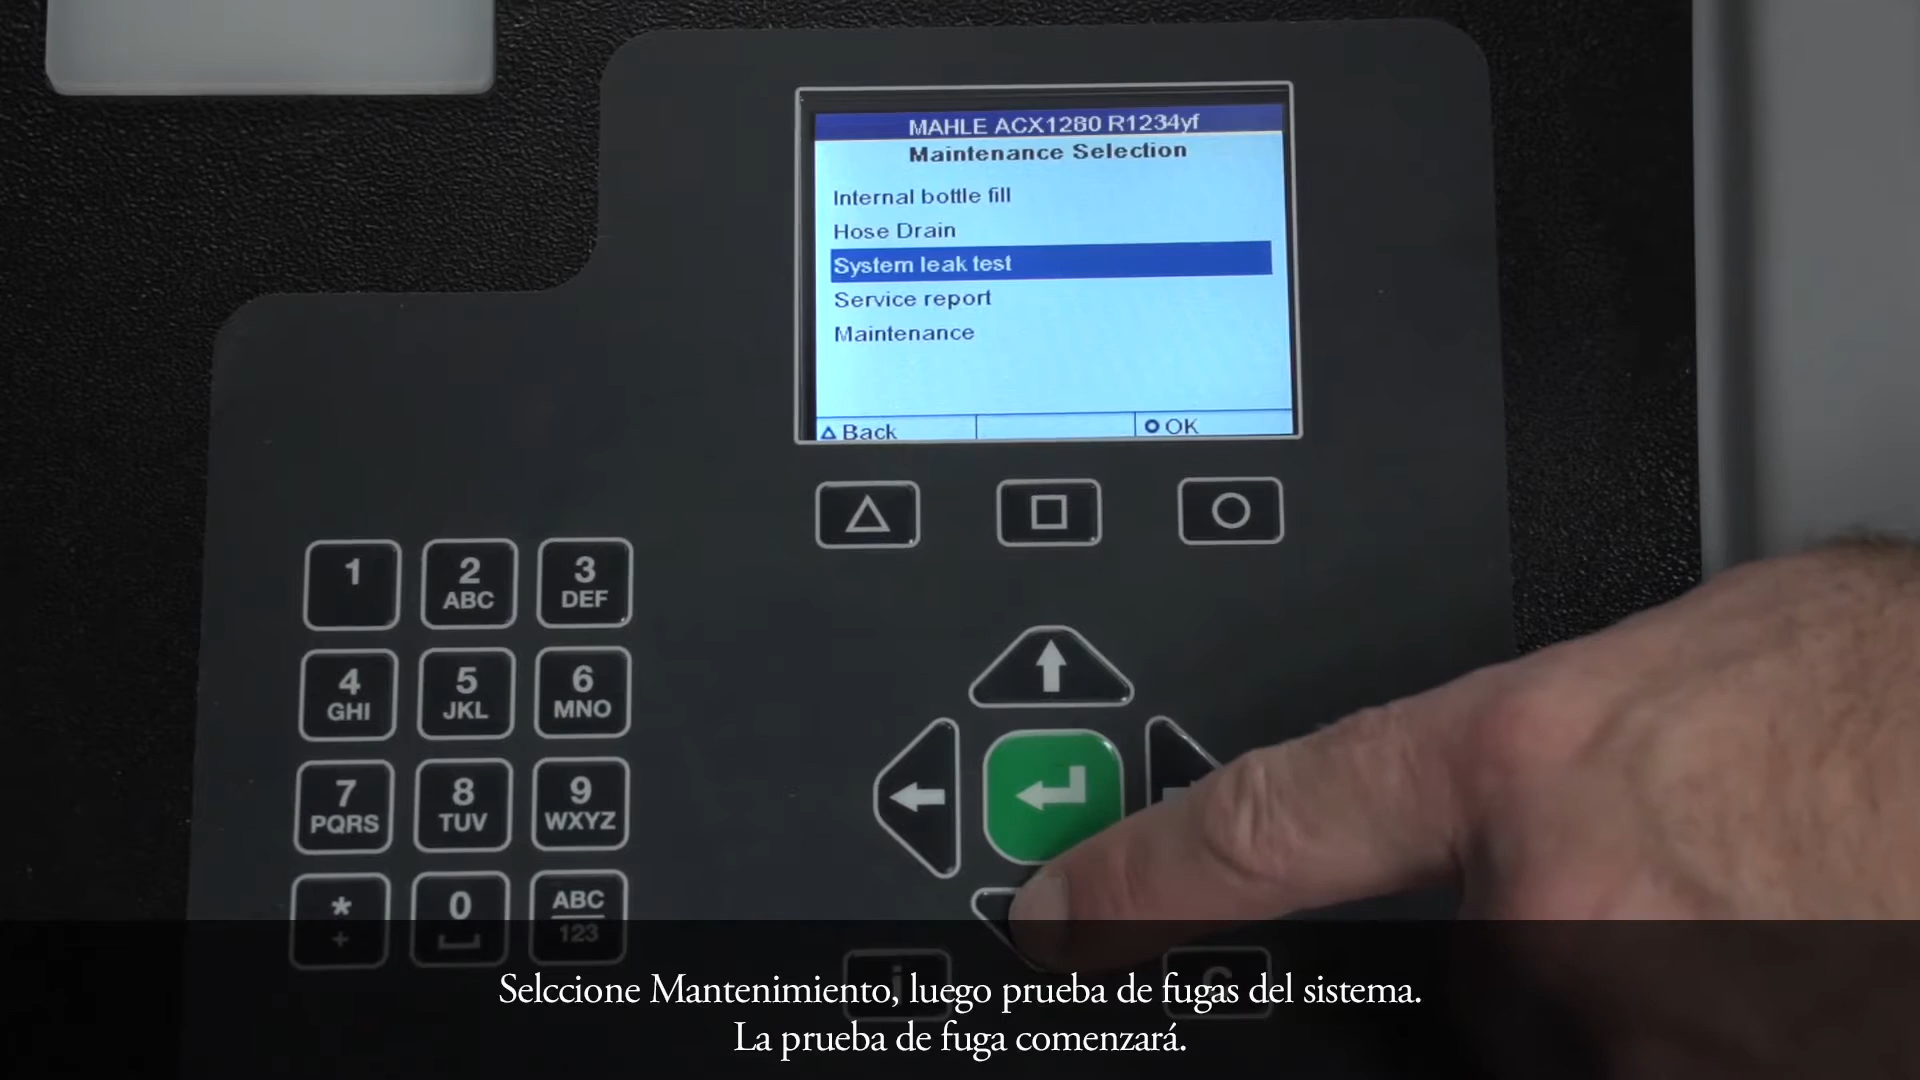 MAHLE ACX1280 R1234yf
Maintenance Selection
Internal bottle fill
Hose Drain
System leak test
Service report
Maintenance
Back
OK
1
2
ABC
3
DEF
4
GHI
5
JKL
6
MNO
7
PQRS
8
TUV
9
WXYZ
*
+
0
ABC
123
i
C
Selccione Mantenimiento, luego prueba de fugas del sistema.
La prueba de fuga comenzará.